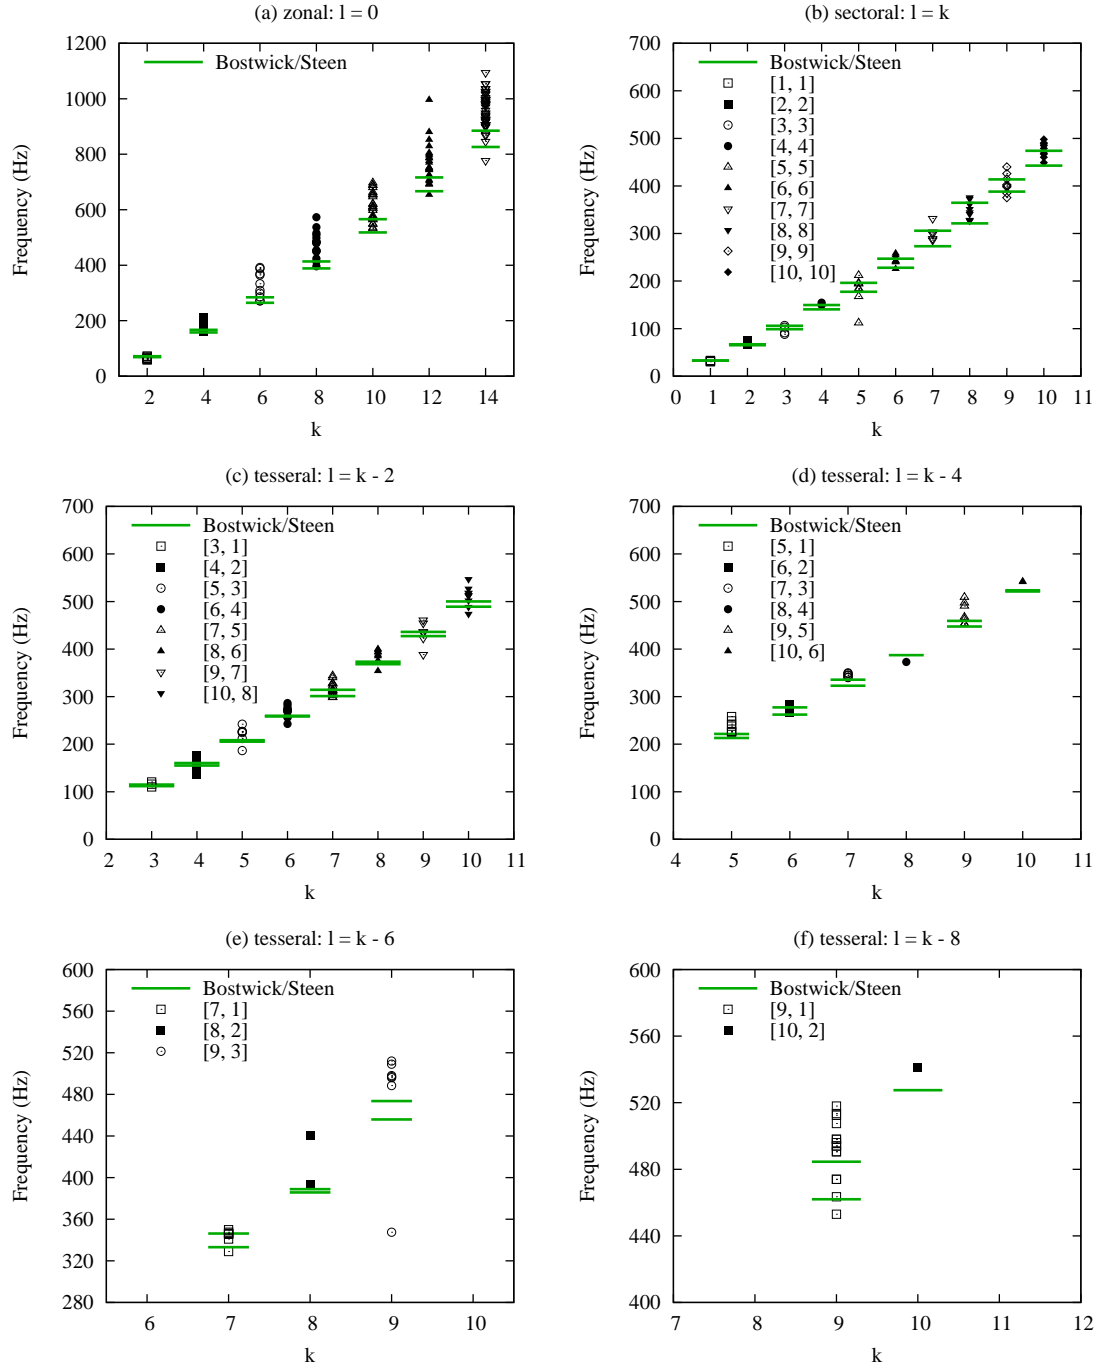 (a) zonal: l = 0
Frequency (Hz)
1200
1000
800
600
400
200
0
Bostwick/Steen
2 4 6 8 10 12 14
k
(b) sectoral: l = k
Frequency (Hz)
700
600
500
400
300
200
100
0
Bostwick/Steen
[1, 1]
[2, 2]
[3, 3]
[4, 4]
[5, 5]
[6, 6]
[7, 7]
[8, 8]
[9, 9]
[10, 10]
0 1 2 3 4 5 6 7 8 9 10 11
k
(c) tesseral: l = k - 2
Frequency (Hz)
700
600
500
400
300
200
100
0
Bostwick/Steen
[3, 1]
[4, 2]
[5, 3]
[6, 4]
[7, 5]
[8, 6]
[9, 7]
[10, 8]
2 3 4 5 6 7 8 9 10 11
k
(d) tesseral: l = k - 4
Frequency (Hz)
700
600
500
400
300
200
100
0
Bostwick/Steen
[5, 1]
[6, 2]
[7, 3]
[8, 4]
[9, 5]
[10, 6]
4 5 6 7 8 9 10 11
k
(e) tesseral: l = k - 6
Frequency (Hz)
600
560
520
480
440
400
360
320
280
Bostwick/Steen
[7, 1]
[8, 2]
[9, 3]
6 7 8 9 10
k
(f) tesseral: l = k - 8
Frequency (Hz)
600
560
520
480
440
400
Bostwick/Steen
[9, 1]
[10, 2]
7 8 9 10 11 12
k